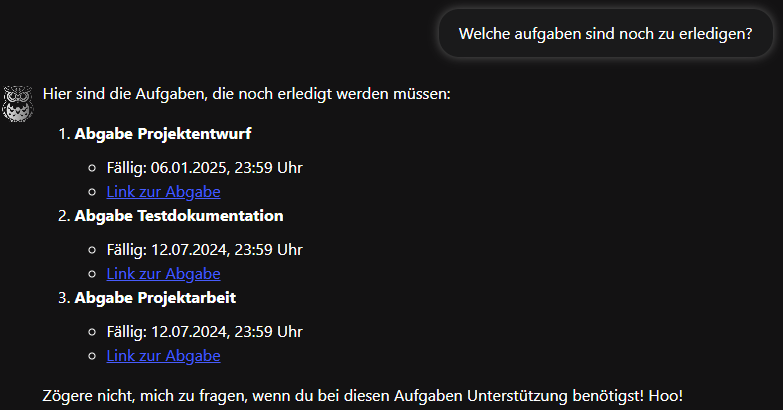 Welche aufgaben sind noch zu erledigen?
Hier sind die Aufgaben, die noch erledigt werden müssen:
1. Abgabe Projektentwurf
○ Fällig: 06.01.2025, 23:59 Uhr
○ Link zur Abgabe
2. Abgabe Testdokumentation
○ Fällig: 12.07.2024, 23:59 Uhr
○ Link zur Abgabe
3. Abgabe Projektarbeit
○ Fällig: 12.07.2024, 23:59 Uhr
○ Link zur Abgabe
Zögere nicht, mich zu fragen, wenn du bei diesen Aufgaben Unterstützung benötigst! Hoo!